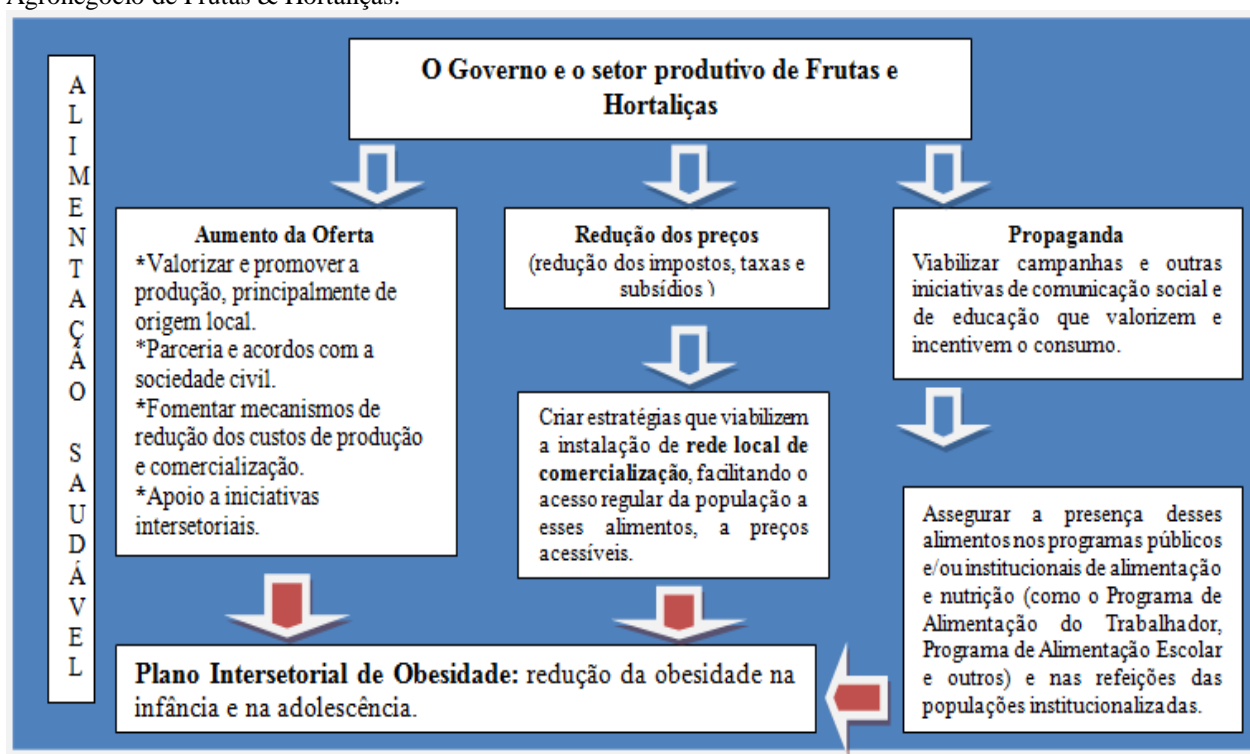 Agronegócio de Frutas & Hortaliças.
A
L
I
M
E
N
T
A
Ç
Ã
O
S
A
U
D
Á
V
E
L
O Governo e o setor produtivo de Frutas e
Hortaliças
Aumento da Oferta
*Valorizar e promover a
produção, principalmente de
origem local.
*Parceria e acordos com a
sociedade civil.
*Fomentar mecanismos de
redução dos custos de produção
e comercialização.
*Apoio a iniciativas
intersetoriais.
Redução dos preços
(redução dos impostos, taxas e
subsídios )
Criar estratégias que viabilizem
a instalação de rede local de
comercialização, facilitando o
acesso regular da população a
esses alimentos, a preços
acessíveis.
Propaganda
Viabilizar campanhas e outras
iniciativas de comunicação social e
de educação que valorizem e
incentivem o consumo.
Assegurar a presença desses
alimentos nos programas públicos
e/ou institucionais de alimentação
e nutrição (como o Programa de
Alimentação do Trabalhador,
Programa de Alimentação Escolar
e outros) e nas refeições das
populações institucionalizadas.
Plano Intersetorial de Obesidade: redução da obesidade na
infância e na adolescência.